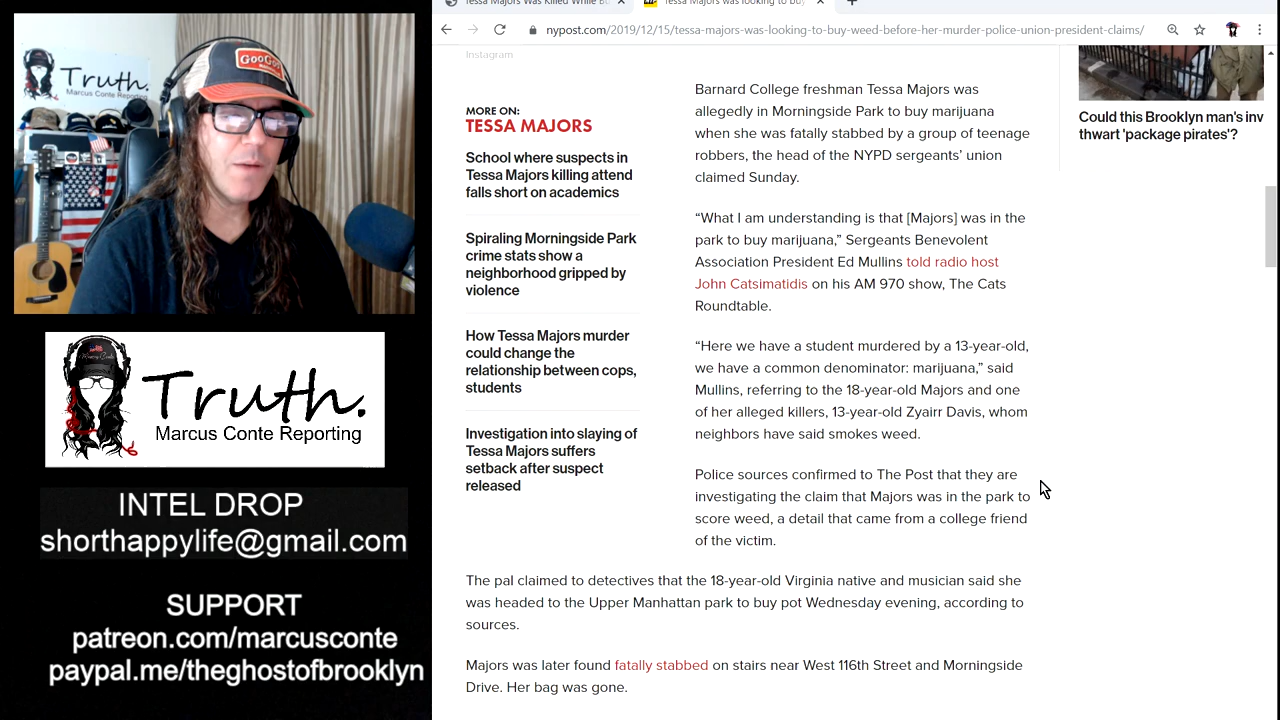 Tessa Majors was looking to buy
nypost.com/2019/12/15/tessa-majors-was-looking-to-buy-weed-before-her-murder-police-union-president-claims/
GooGoo
Truth.
Marcus Conte Reporting
Truth.
Marcus Conte Reporting
INTEL DROP
shorthappylife@gmail.com
SUPPORT
patreon.com/marcusconte
paypal.me/theghostofbrooklyn
Instagram
MORE ON:
TESSA MAJORS
School where suspects in
Tessa Majors killing attend
falls short on academics
Spiraling Morningside Park
crime stats show a
neighborhood gripped by
violence
How Tessa Majors murder
could change the
relationship between cops,
students
Investigation into slaying of
Tessa Majors suffers
setback after suspect
released
Barnard College freshman Tessa Majors was
allegedly in Morningside Park to buy marijuana
when she was fatally stabbed by a group of teenage
robbers, the head of the NYPD sergeants’ union
claimed Sunday.
“What I am understanding is that [Majors] was in the
park to buy marijuana,” Sergeants Benevolent
Association President Ed Mullins told radio host
John Catsimatidis on his AM 970 show, The Cats
Roundtable.
“Here we have a student murdered by a 13-year-old,
we have a common denominator: marijuana,” said
Mullins, referring to the 18-year-old Majors and one
of her alleged killers, 13-year-old Zyairr Davis, whom
neighbors have said smokes weed.
Police sources confirmed to The Post that they are
investigating the claim that Majors was in the park to
score weed, a detail that came from a college friend
of the victim.
The pal claimed to detectives that the 18-year-old Virginia native and musician said she
was headed to the Upper Manhattan park to buy pot Wednesday evening, according to
sources.
Majors was later found fatally stabbed on stairs near West 116th Street and Morningside
Drive. Her bag was gone.
Could this Brooklyn man's inv
thwart 'package pirates'?